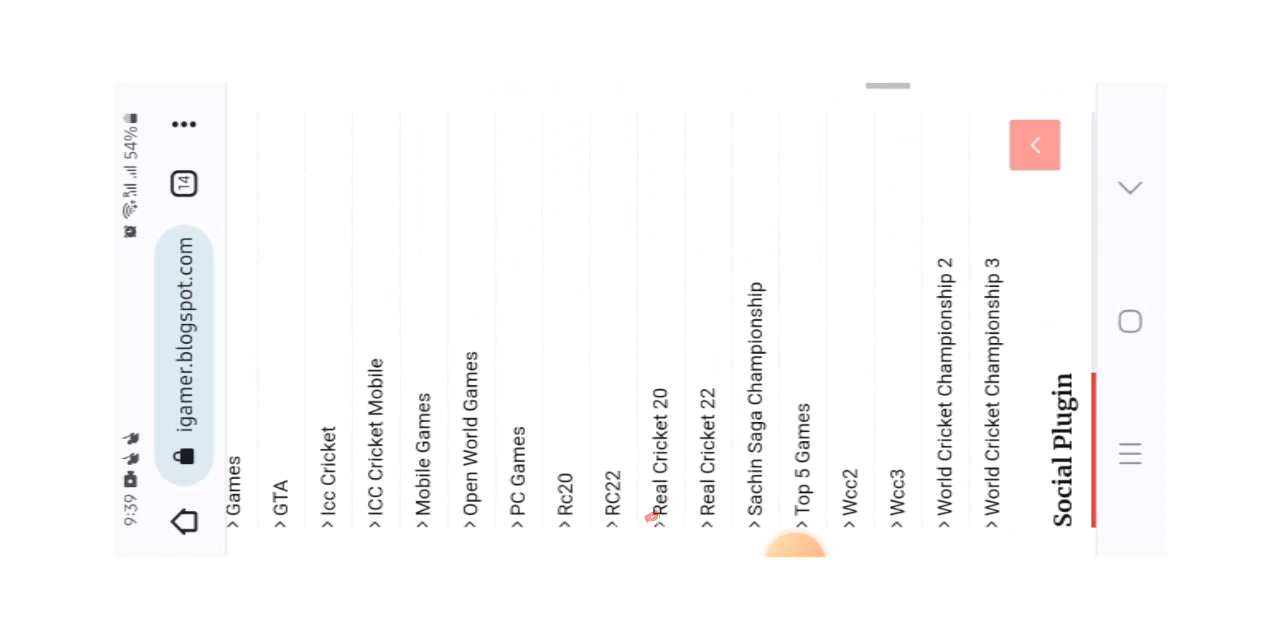 9:39
54%
igamer.blogspot.com
14
> Games
> GTA
> Icc Cricket
> ICC Cricket Mobile
> Mobile Games
> Open World Games
> PC Games
> Rc20
> RC22
> Real Cricket 20
> Real Cricket 22
> Sachin Saga Championship
> Top 5 Games
> Wcc2
> Wcc3
> World Cricket Championship 2
> World Cricket Championship 3
Social Plugin